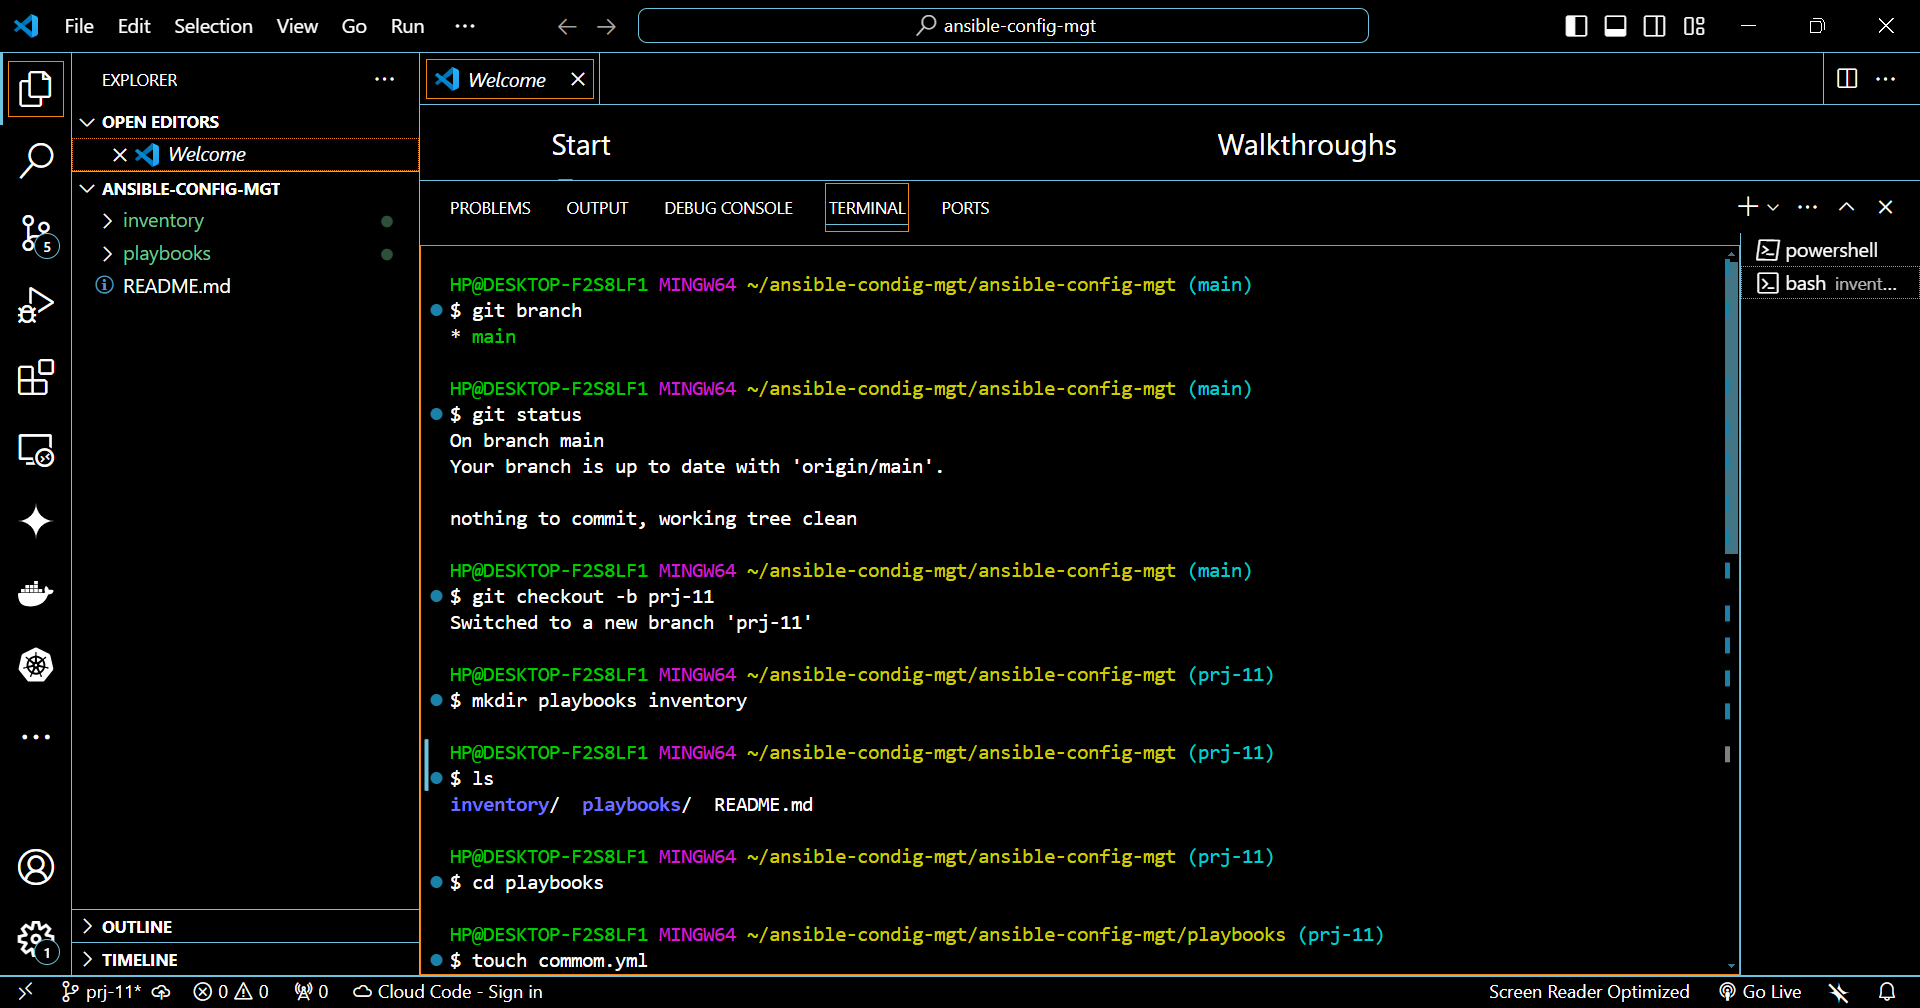 File Edit Selection View Go Run ···
ansible-config-mgt
EXPLORER
OPEN EDITORS
Welcome
ANSIBLE-CONFIG-MGT
inventory
playbooks
README.md
OUTLINE
TIMELINE
5
1
Welcome
Start Walkthroughs
PROBLEMS OUTPUT DEBUG CONSOLE TERMINAL PORTS
powershell
bash invent...
HP@DESKTOP-F2S8LF1 MINGW64 ~/ansible-condig-mgt/ansible-config-mgt (main)
$ git branch
* main
HP@DESKTOP-F2S8LF1 MINGW64 ~/ansible-condig-mgt/ansible-config-mgt (main)
$ git status
On branch main
Your branch is up to date with 'origin/main'.
nothing to commit, working tree clean
HP@DESKTOP-F2S8LF1 MINGW64 ~/ansible-condig-mgt/ansible-config-mgt (main)
$ git checkout -b prj-11
Switched to a new branch 'prj-11'
HP@DESKTOP-F2S8LF1 MINGW64 ~/ansible-condig-mgt/ansible-config-mgt (prj-11)
$ mkdir playbooks inventory
HP@DESKTOP-F2S8LF1 MINGW64 ~/ansible-condig-mgt/ansible-config-mgt (prj-11)
$ ls
inventory/ playbooks/ README.md
HP@DESKTOP-F2S8LF1 MINGW64 ~/ansible-condig-mgt/ansible-config-mgt (prj-11)
$ cd playbooks
HP@DESKTOP-F2S8LF1 MINGW64 ~/ansible-condig-mgt/ansible-config-mgt/playbooks (prj-11)
$ touch commom.yml
prj-11* 0 0 0 Cloud Code - Sign in Screen Reader Optimized Go Live